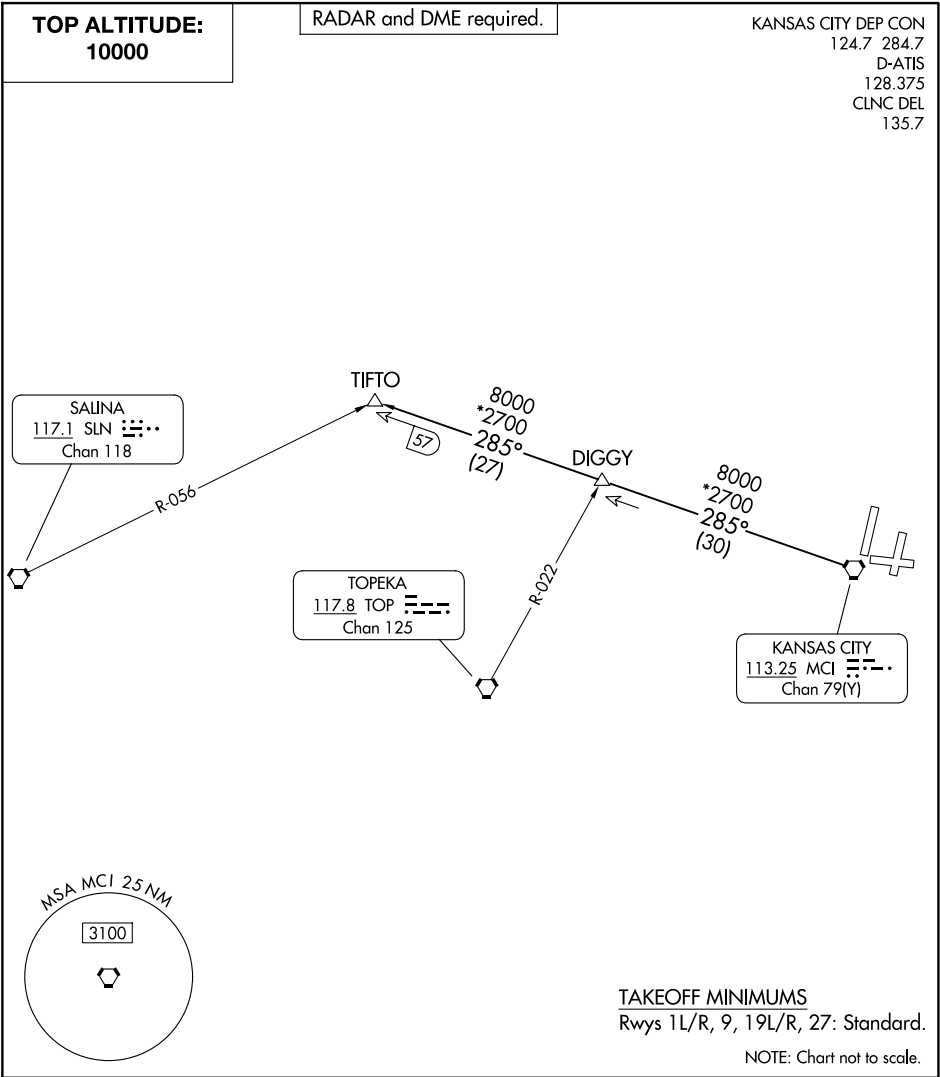 TOP ALTITUDE:
10000
RADAR and DME required.
KANSAS CITY DEP CON
124.7 284.7
D-ATIS
128.375
CLNC DEL
135.7
TIFTO
8000
*2700
285°
(27)
57
DIGGY
8000
*2700
285°
(30)
SALINA
117.1 SLN
Chan 118
R-056
TOPEKA
117.8 TOP
Chan 125
R-022
KANSAS CITY
113.25 MCI
Chan 79(Y)
MSA MCI 25 NM
3100
TAKEOFF MINIMUMS
Rwys 1L/R, 9, 19L/R, 27: Standard.
NOTE: Chart not to scale.